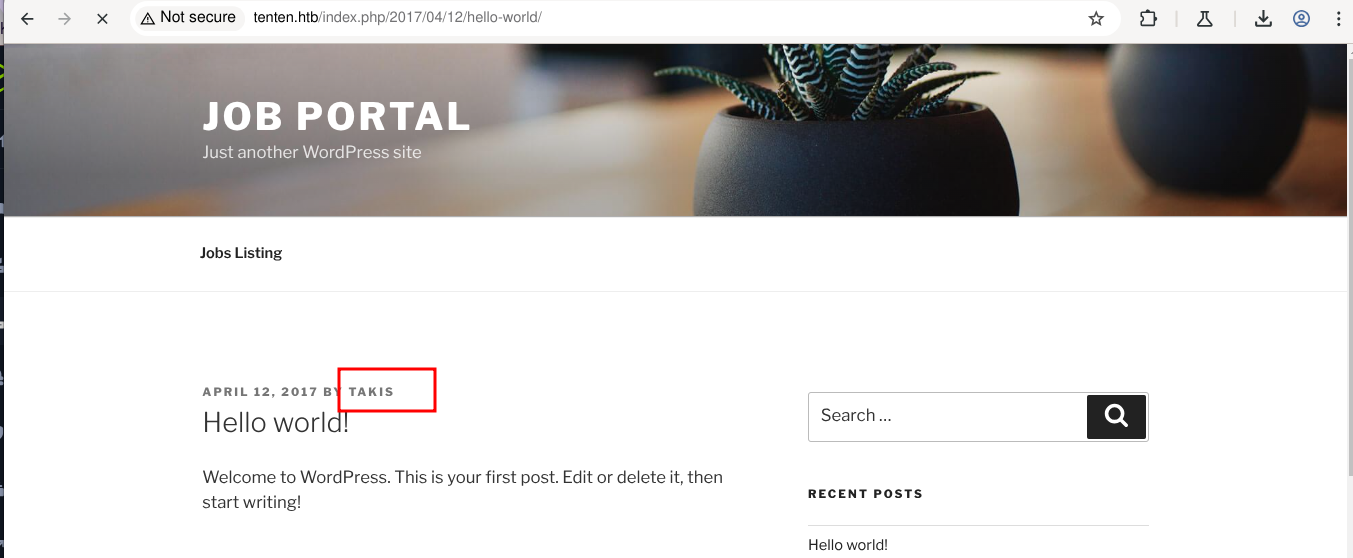 Not secure tenten.htb/index.php/2017/04/12/hello-world/
JOB PORTAL
Just another WordPress site
Jobs Listing
APRIL 12, 2017 BY TAKIS
Hello world!
Welcome to WordPress. This is your first post. Edit or delete it, then
start writing!
Search …
RECENT POSTS
Hello world!